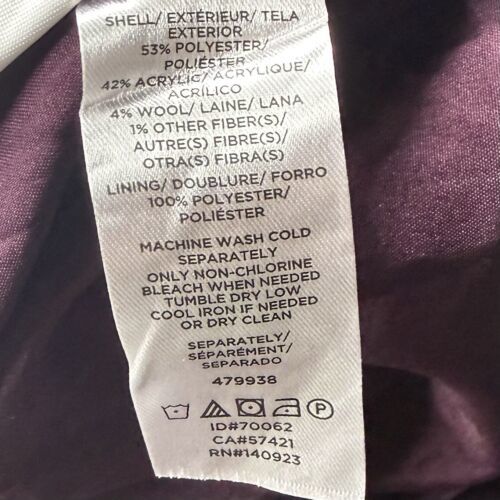 SHELL/ EXTÉRIEUR/ TELA
EXTERIOR
53% POLYESTER/
POLIÉSTER
42% ACRYLIC/ ACRYLIQUE/
ACRÍLICO
4% WOOL/ LAINE/ LANA
1% OTHER FIBER(S)/
AUTRE(S) FIBRE(S)/
OTRA(S) FIBRA(S)
LINING/ DOUBLURE/ FORRO
100% POLYESTER/
POLIÉSTER
MACHINE WASH COLD
SEPARATELY
ONLY NON-CHLORINE
BLEACH WHEN NEEDED
TUMBLE DRY LOW
COOL IRON IF NEEDED
OR DRY CLEAN
SEPARATELY/
SÉPARÉMENT/
SEPARADO
479938
P
ID#70062
CA#57421
RN#140923